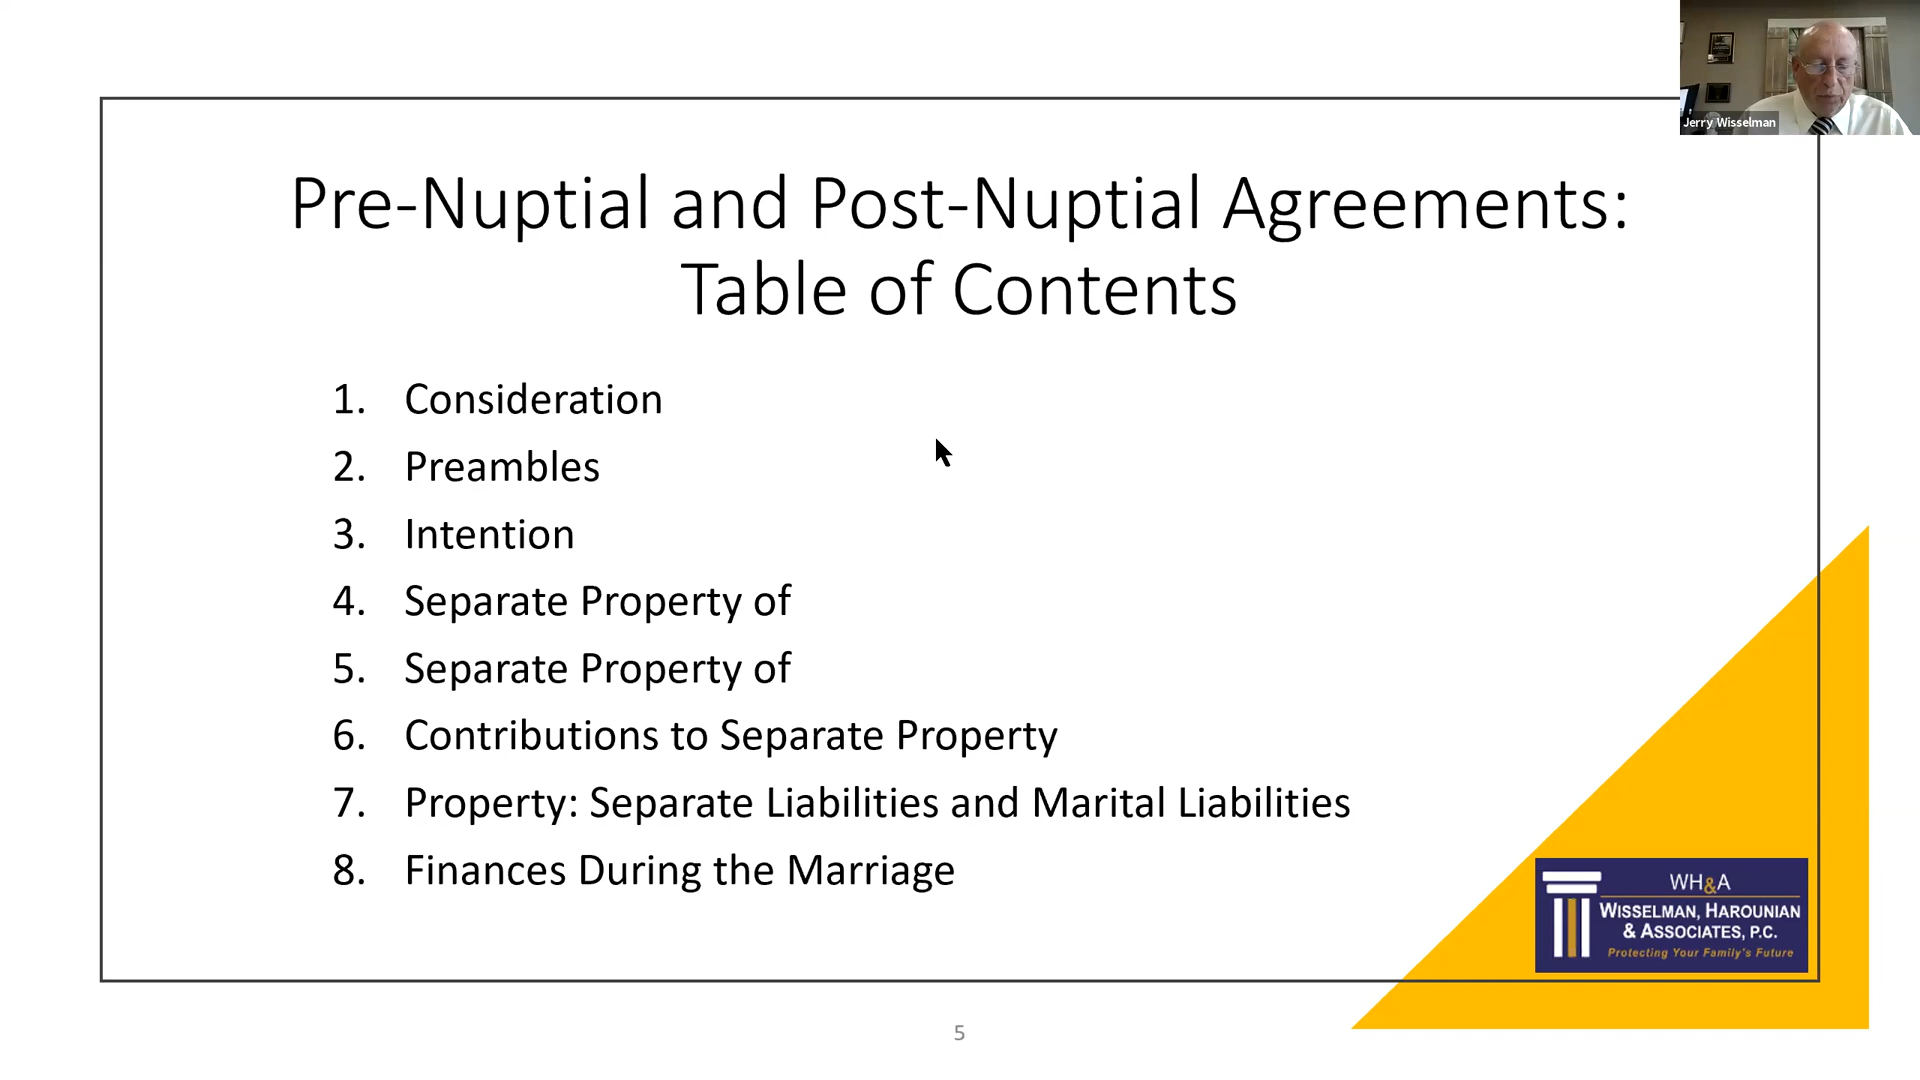 Jerry Wisselman
Pre-Nuptial and Post-Nuptial Agreements:
Table of Contents
1. Consideration
2. Preambles
3. Intention
4. Separate Property of
5. Separate Property of
6. Contributions to Separate Property
7. Property: Separate Liabilities and Marital Liabilities
8. Finances During the Marriage
WH&A
WISSELMAN, HAROUNIAN
& ASSOCIATES, P.C.
Protecting Your Family's Future
5